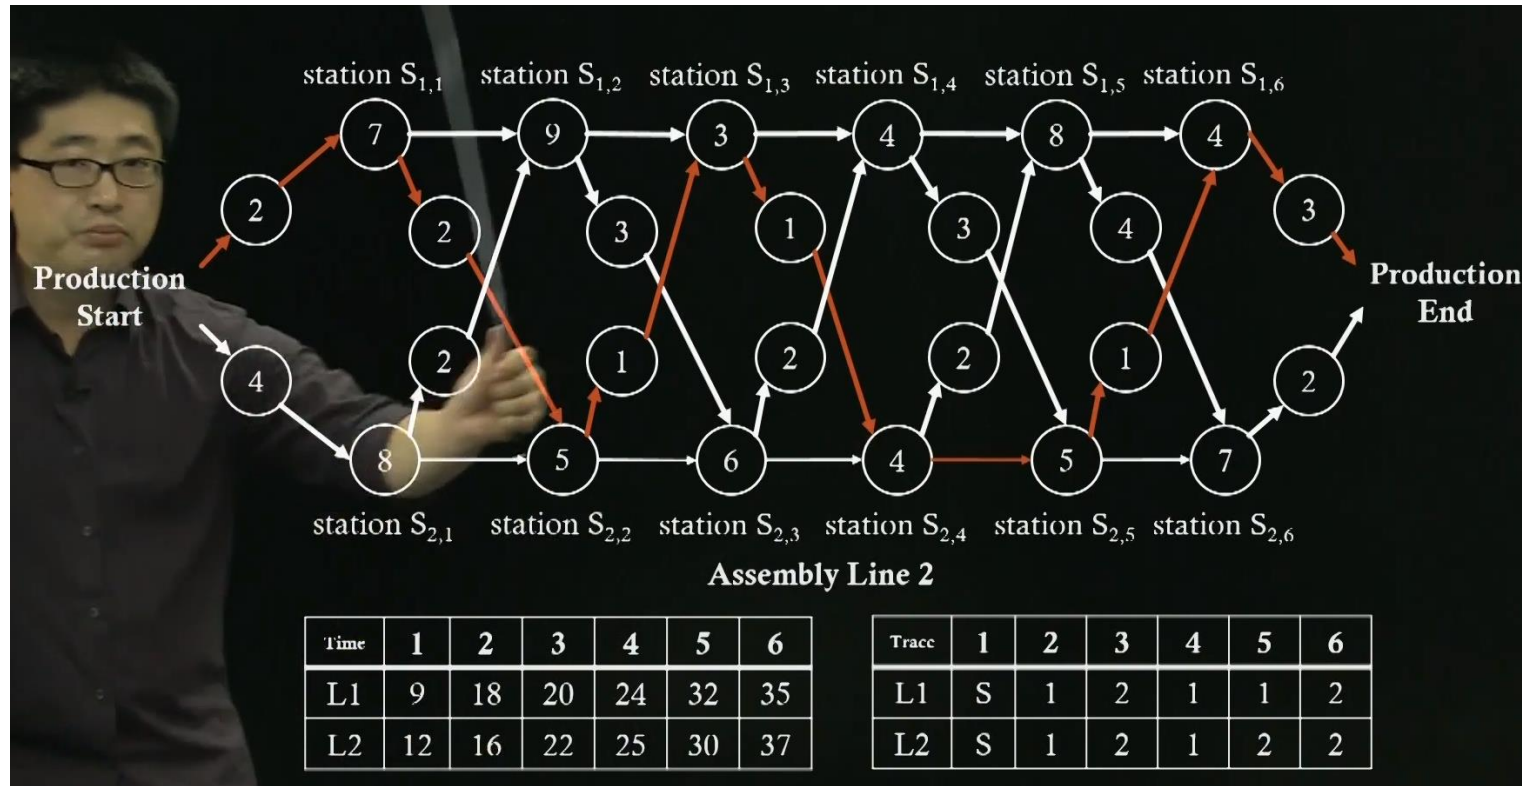 station S1,1 station S1,2 station S1,3 station S1,4 station S1,5 station S1,6
7 9 3 4 8 4
2 3
2 3 1 3 4
Production Start
Production End
2 1 2 2 1
4 2
8 5 6 4 5 7
station S2,1 station S2,2 station S2,3 station S2,4 station S2,5 station S2,6
Assembly Line 2
Time 1 2 3 4 5 6
L1 9 18 20 24 32 35
L2 12 16 22 25 30 37
Trace 1 2 3 4 5 6
L1 S 1 2 1 1 2
L2 S 1 2 1 2 2